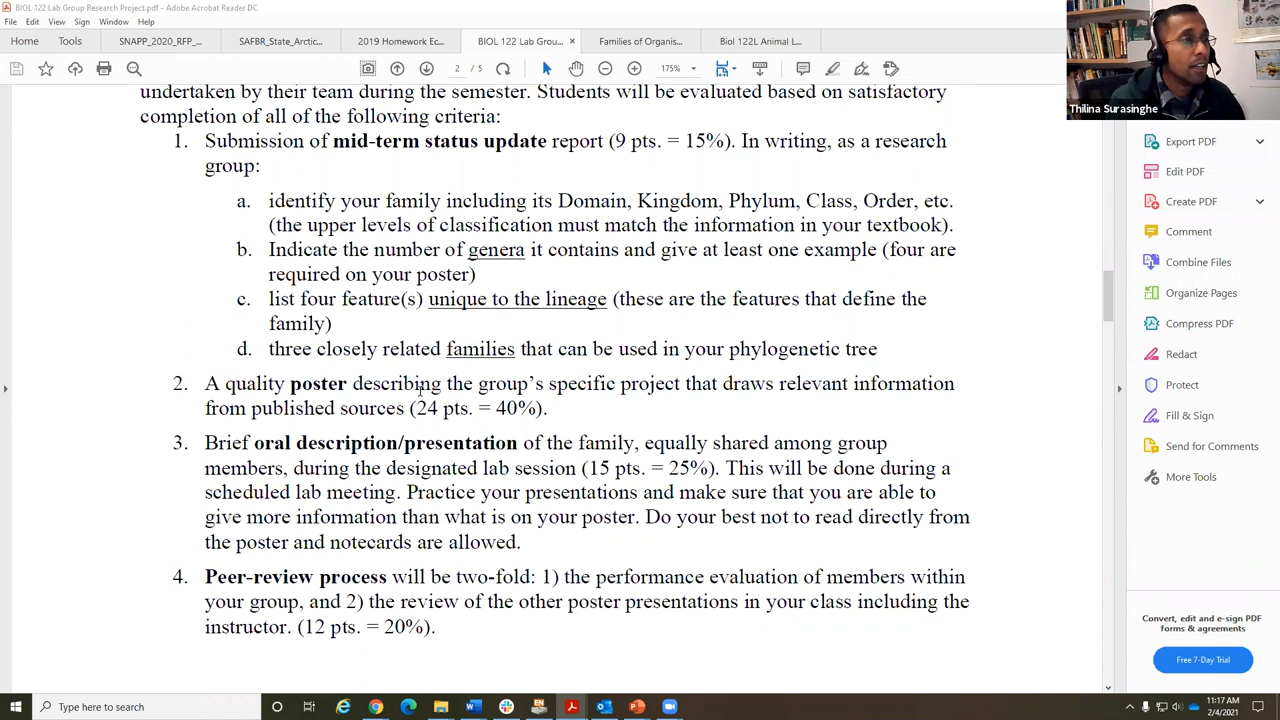 BIOL 122 Lab Group Research Project.pdf - Adobe Acrobat Reader DC
File Edit View Sign Window Help
Home Tools SNAPP_2020_RFP_... SAFBR_State_Arctic... 2019 Homework Ec... BIOL 122 Lab Grou... × Families of Organis... Biol 122L Animal L...
2 / 5 175%
Thilina Surasinghe
undertaken by their team during the semester. Students will be evaluated based on satisfactory
completion of all of the following criteria:
1. Submission of mid-term status update report (9 pts. = 15%). In writing, as a research
group:
a. identify your family including its Domain, Kingdom, Phylum, Class, Order, etc.
(the upper levels of classification must match the information in your textbook).
b. Indicate the number of genera it contains and give at least one example (four are
required on your poster)
c. list four feature(s) unique to the lineage (these are the features that define the
family)
d. three closely related families that can be used in your phylogenetic tree
2. A quality poster describing the group's specific project that draws relevant information
from published sources (24 pts. = 40%).
3. Brief oral description/presentation of the family, equally shared among group
members, during the designated lab session (15 pts. = 25%). This will be done during a
scheduled lab meeting. Practice your presentations and make sure that you are able to
give more information than what is on your poster. Do your best not to read directly from
the poster and notecards are allowed.
4. Peer-review process will be two-fold: 1) the performance evaluation of members within
your group, and 2) the review of the other poster presentations in your class including the
instructor. (12 pts. = 20%).
Export PDF
Edit PDF
Create PDF
Comment
Combine Files
Organize Pages
Compress PDF
Redact
Protect
Fill & Sign
Send for Comments
More Tools
Convert, edit and e-sign PDF
forms & agreements
Free 7-Day Trial
Type here to search
11:17 AM
2/4/2021